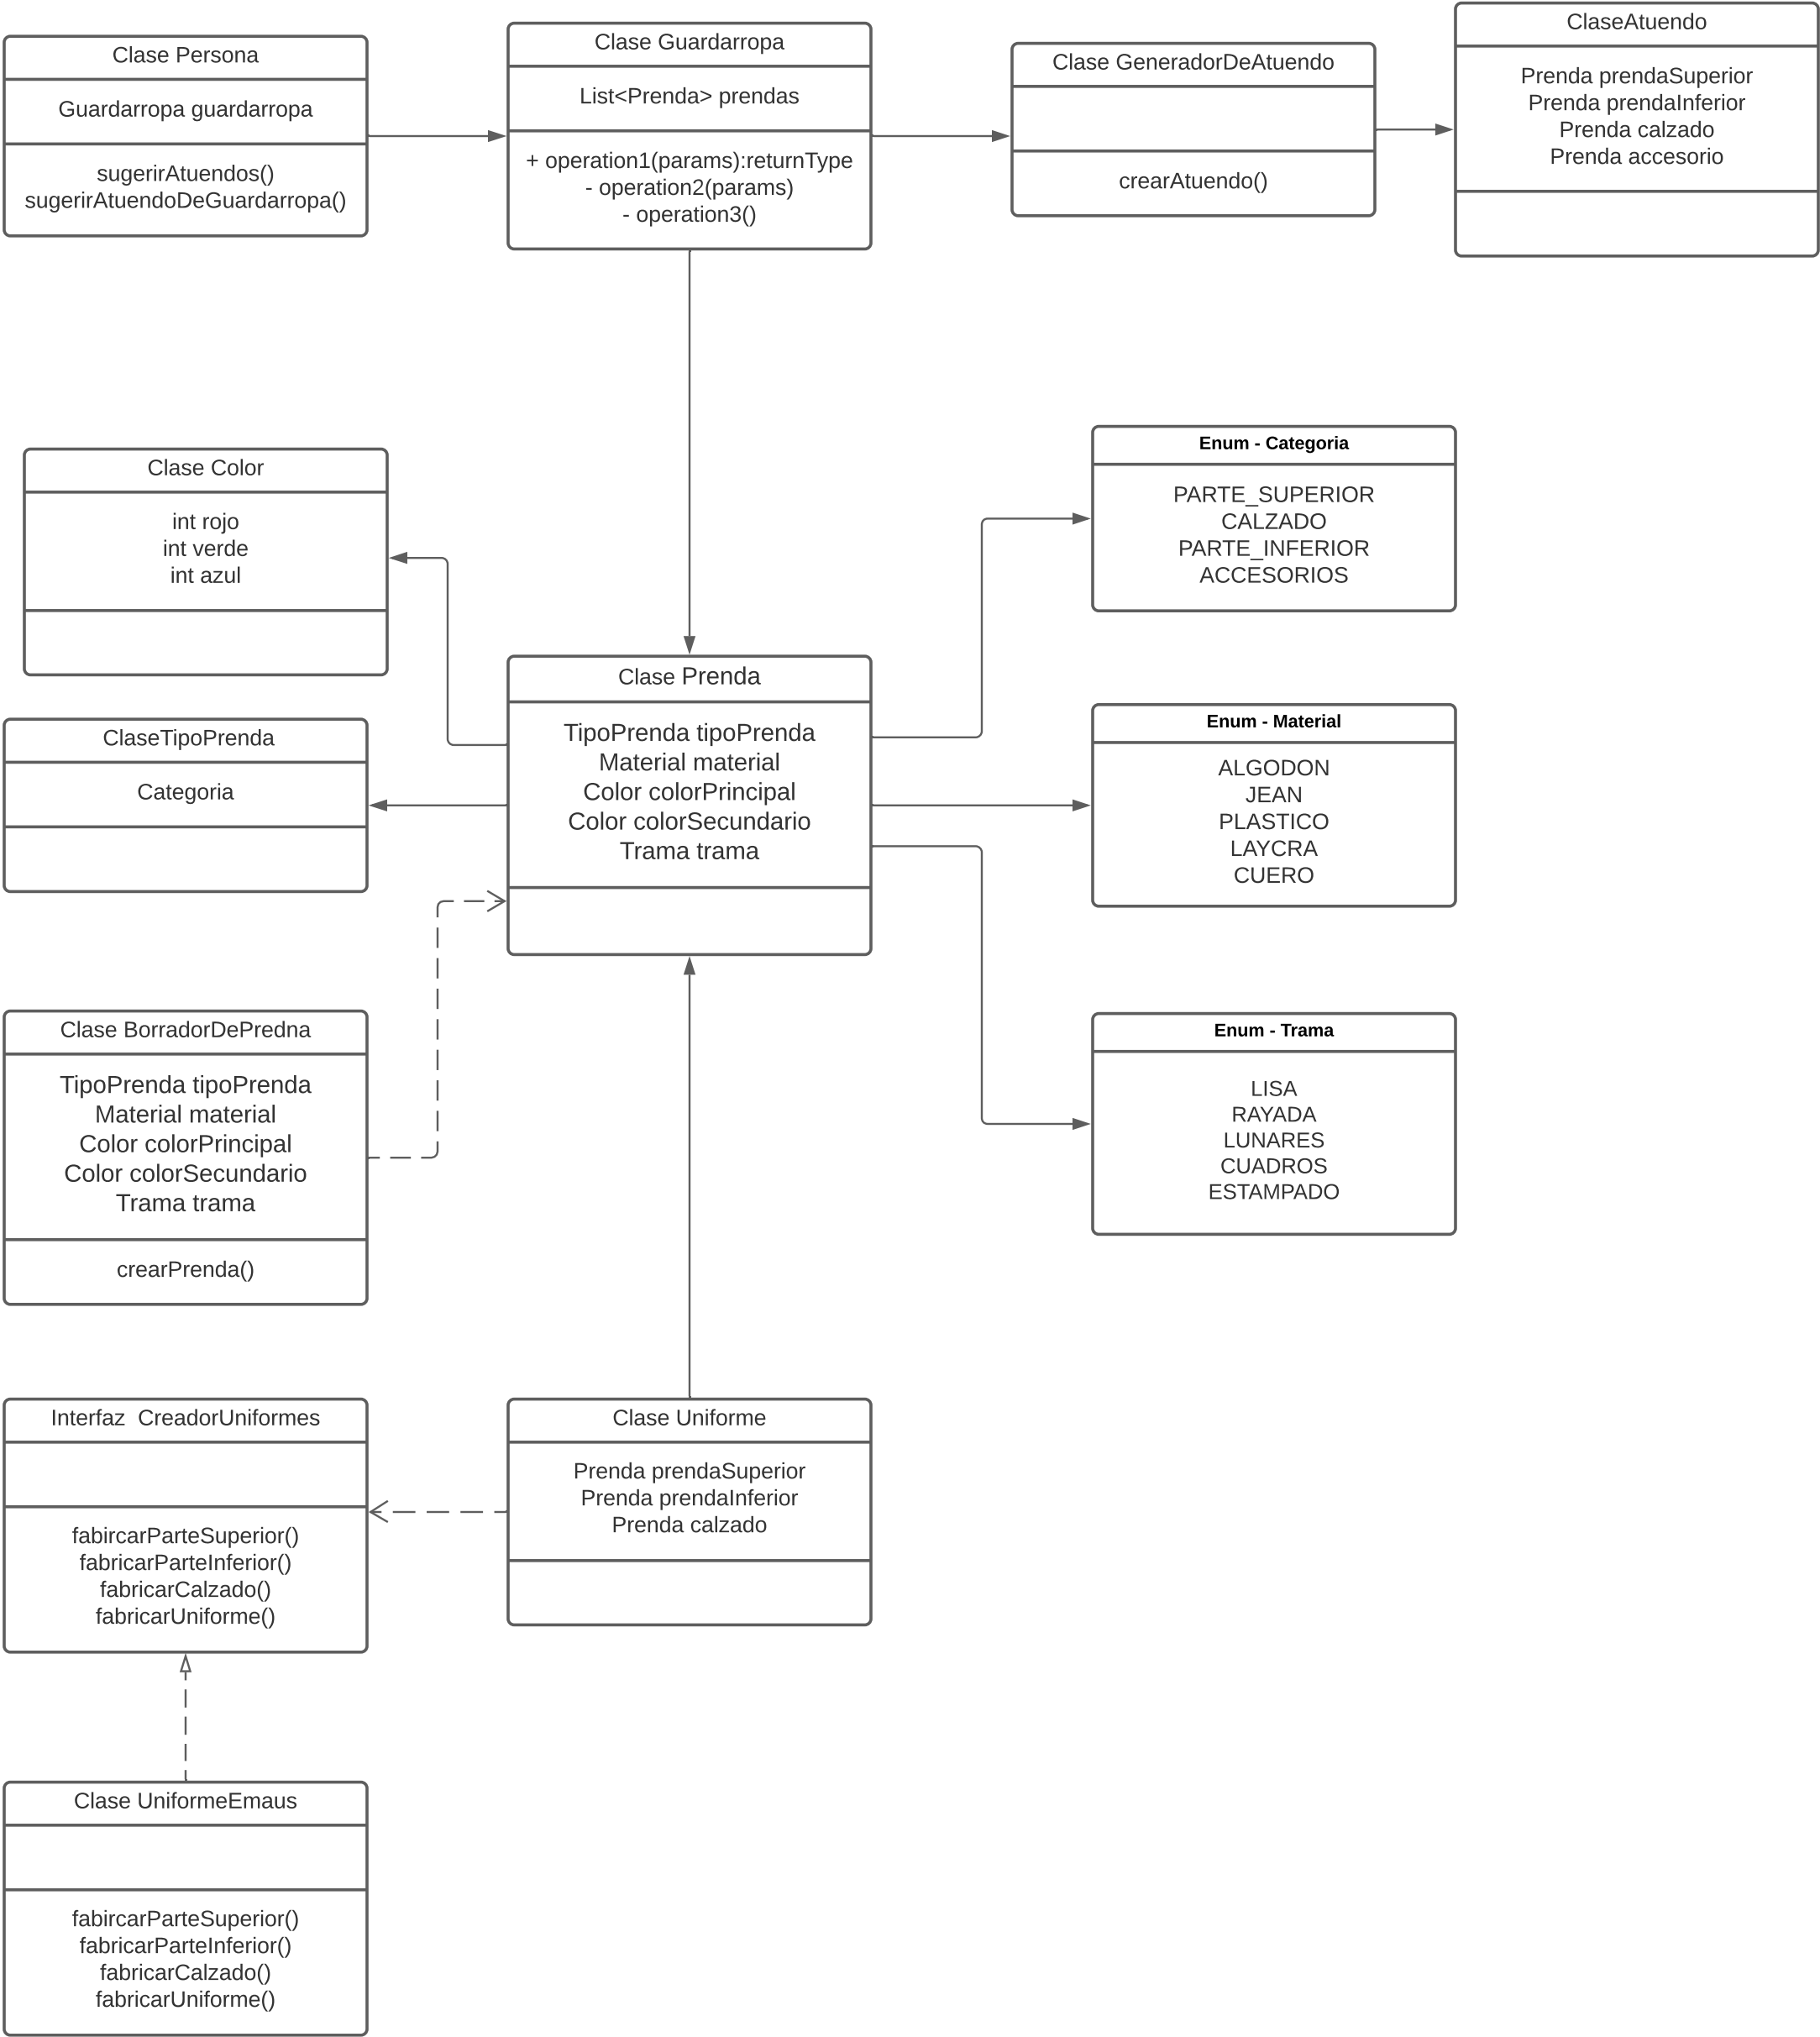 Clase Persona
Guardarropa guardarropa
sugerirAtuendos()
sugerirAtuendoDeGuardarropa()
Clase Guardarropa
List<Prenda> prendas
+ operation1(params):returnType
- operation2(params)
- operation3()
Clase GeneradorDeAtuendo
crearAtuendo()
ClaseAtuendo
Prenda prendaSuperior
Prenda prendaInferior
Prenda calzado
Prenda accesorio
Clase Color
int rojo
int verde
int azul
Enum - Categoria
PARTE_SUPERIOR
CALZADO
PARTE_INFERIOR
ACCESORIOS
ClaseTipoPrenda
Categoria
Clase Prenda
TipoPrenda tipoPrenda
Material material
Color colorPrincipal
Color colorSecundario
Trama trama
Enum - Material
ALGODON
JEAN
PLASTICO
LAYCRA
CUERO
Clase BorradorDePredna
TipoPrenda tipoPrenda
Material material
Color colorPrincipal
Color colorSecundario
Trama trama
crearPrenda()
Enum - Trama
LISA
RAYADA
LUNARES
CUADROS
ESTAMPADO
Interfaz  CreadorUniformes
fabircarParteSuperior()
fabricarParteInferior()
fabricarCalzado()
fabricarUniforme()
Clase Uniforme
Prenda prendaSuperior
Prenda prendaInferior
Prenda calzado
Clase UniformeEmaus
fabircarParteSuperior()
fabricarParteInferior()
fabricarCalzado()
fabricarUniforme()